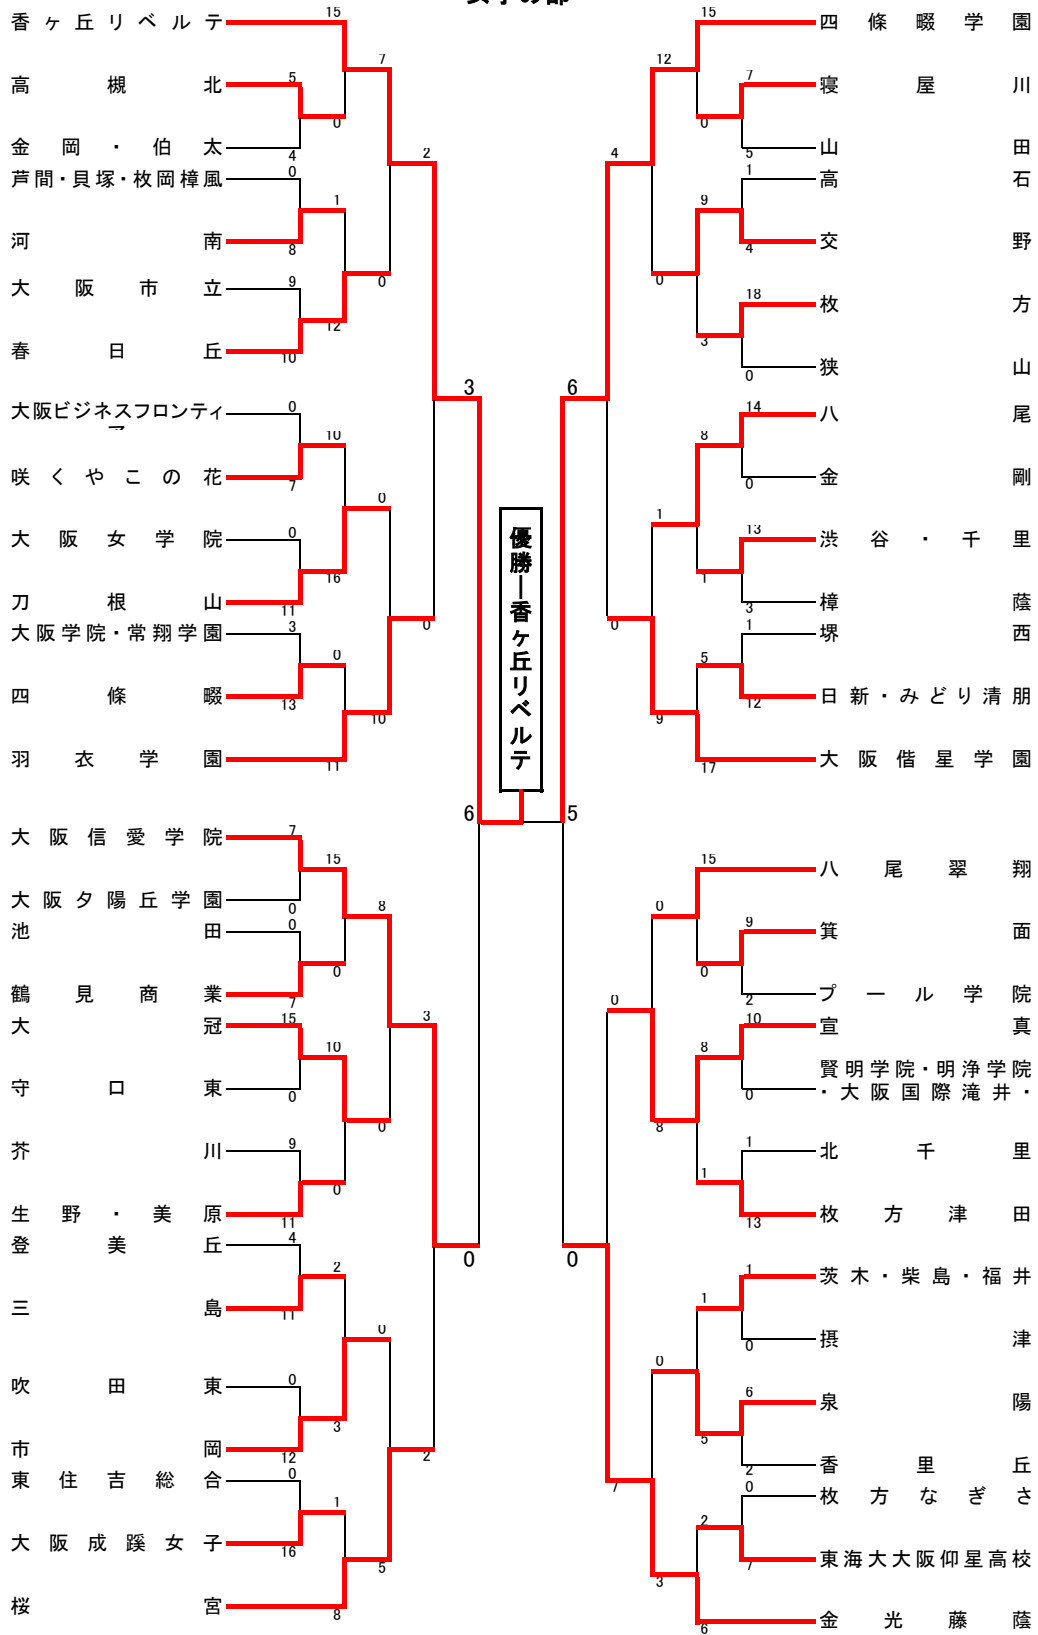 女子の部
香ヶ丘リベルテ 15
高槻北 5
金岡・伯太 4
芦間・貝塚・枚岡樟風 0
河南 8
大阪市立 9
春日丘 10
大阪ビジネスフロンティ 0
咲くやこの花 7
大阪女学院 0
刀根山 11
大阪学院・常翔学園 3
四條畷 13
羽衣学園 11
大阪信愛学院 7
大阪夕陽丘学園 0
池田 0
鶴見商業 7
大冠 15
守口東 0
芥川 9
生野・美原 11
登美丘 4
三島 11
吹田東 0
市岡 12
東住吉総合 0
大阪成蹊女子 16
桜宮 8
0
1
12
10
16
0
15
0
10
0
2
3
1
7
0
0
10
8
0
0
5
2
0
3
2
3
0
6
優勝ー香ヶ丘リベルテ
5
6
0
4
0
0
7
12
0
1
9
0
8
0
3
0
9
3
8
1
5
0
8
1
1
5
2
15 四條畷学園
7 寝屋川
5 山田
1 高石
4 交野
18 枚方
0 狭山
14 八尾
0 金剛
13 渋谷・千里
3 樟蔭
1 堺西
12 日新・みどり清朋
17 大阪偕星学園
15 八尾翠翔
9 箕面
2 プール学院
10 宣真
賢明学院・明浄学院
0 ・大阪国際滝井・
1 北千里
13 枚方津田
1 茨木・柴島・福井
0 摂津
6 泉陽
2 香里丘
0 枚方なぎさ
7 東海大大阪仰星高校
6 金光藤蔭